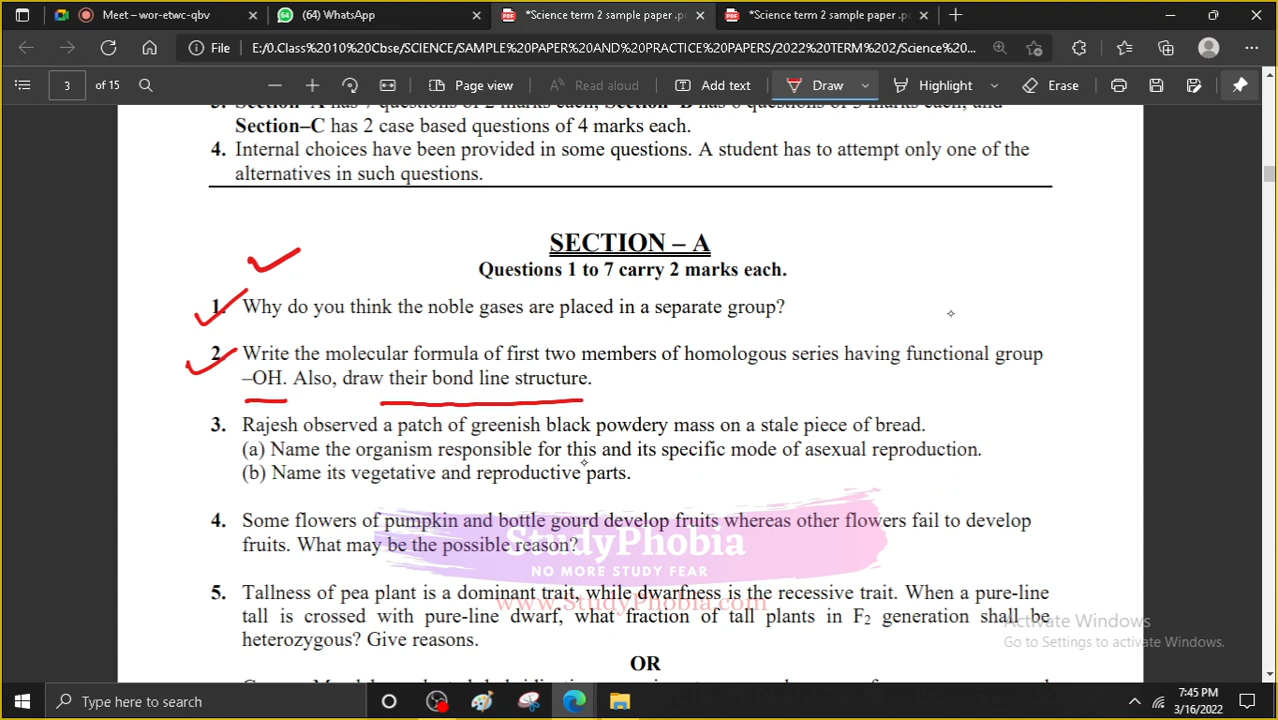 Meet – wor-etwc-qbv
(64) WhatsApp
*Science term 2 sample paper .pd
*Science term 2 sample paper .pd
File
E:/0.Class%2010%20Cbse/SCIENCE/SAMPLE%20PAPER%20AND%20PRACTICE%20PAPERS/2022%20TERM%202/Science%20...
3
of 15
Page view
Read aloud
Add text
Draw
Highlight
Erase
Section–C has 2 case based questions of 4 marks each.
4. Internal choices have been provided in some questions. A student has to attempt only one of the
alternatives in such questions.
SECTION – A
Questions 1 to 7 carry 2 marks each.
1. Why do you think the noble gases are placed in a separate group?
2. Write the molecular formula of first two members of homologous series having functional group
–OH. Also, draw their bond line structure.
3. Rajesh observed a patch of greenish black powdery mass on a stale piece of bread.
(a) Name the organism responsible for this and its specific mode of asexual reproduction.
(b) Name its vegetative and reproductive parts.
4. Some flowers of pumpkin and bottle gourd develop fruits whereas other flowers fail to develop
fruits. What may be the possible reason?
StudyPhobia
NO MORE STUDY FEAR
www.StudyPhobia.com
5. Tallness of pea plant is a dominant trait, while dwarfness is the recessive trait. When a pure-line
tall is crossed with pure-line dwarf, what fraction of tall plants in F2 generation shall be
heterozygous? Give reasons.
OR
Activate Windows
Go to Settings to activate Windows.
Type here to search
7:45 PM
3/16/2022